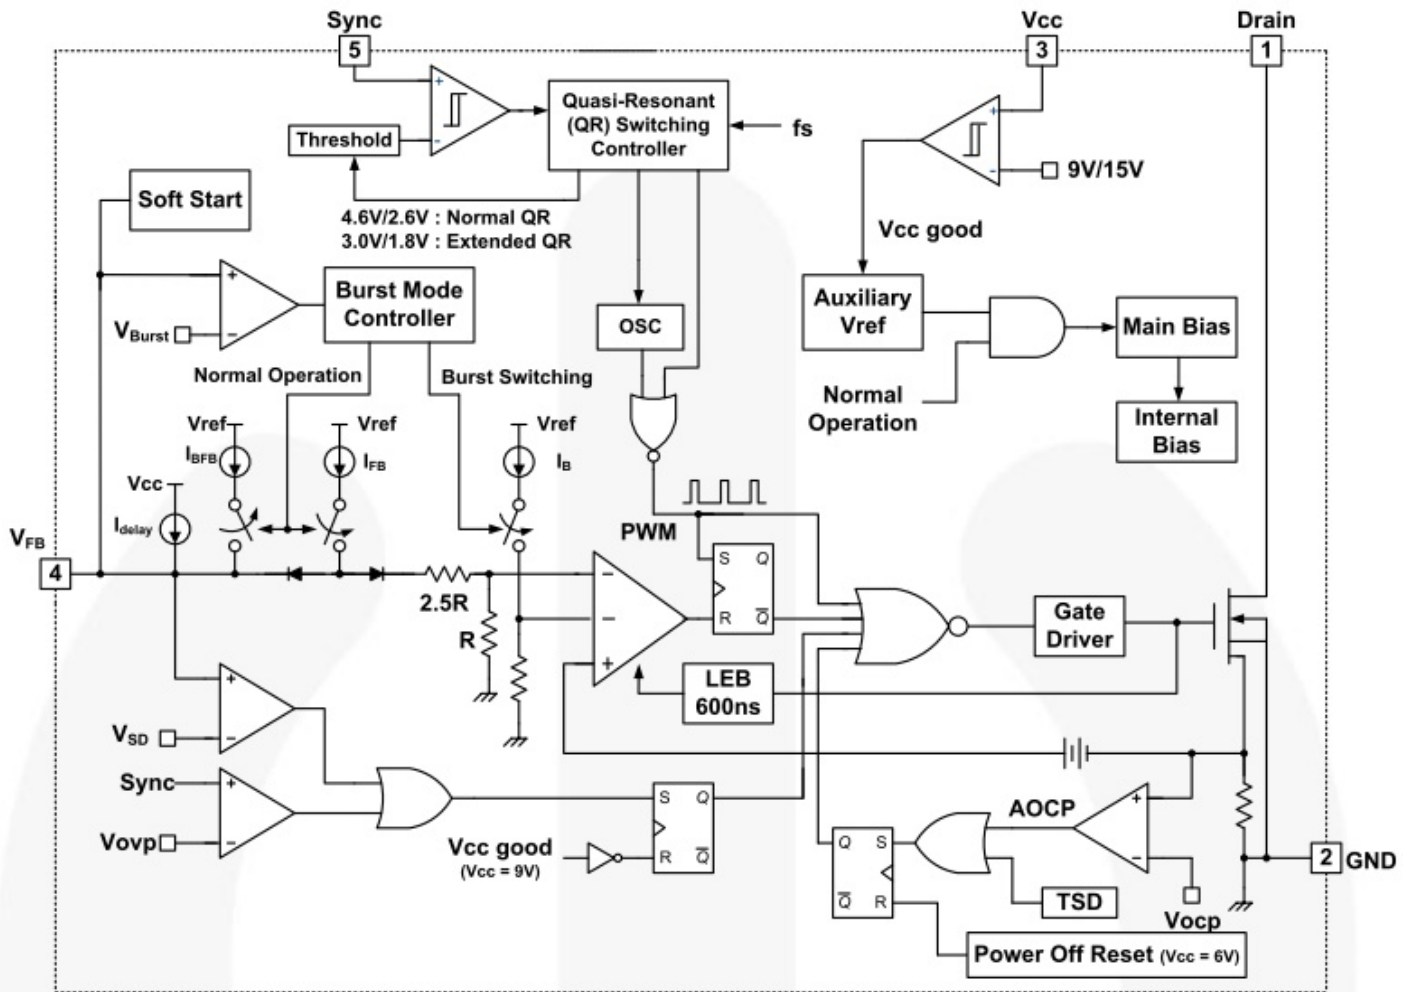 Sync
5
Vcc
3
Drain
1
+
-
Threshold
Quasi-Resonant
(QR) Switching
Controller
fs
+
-
9V/15V
Soft Start
4.6V/2.6V : Normal QR
3.0V/1.8V : Extended QR
Vcc good
+
−
VBurst
Burst Mode
Controller
OSC
Auxiliary
Vref
Main Bias
Normal Operation
Burst Switching
Normal
Operation
Internal
Bias
Vref
IBFB
Vref
IFB
Vref
IB
Vcc
Idelay
VFB
4
PWM
S Q
R Q̅
−
−
+
2.5R
R
Gate
Driver
LEB
600ns
+
−
VSD
Sync
+
−
Vovp
S Q
R Q̅
Vcc good
(Vcc = 9V)
AOCP
+
−
Q S
Q̅ R
TSD
Vocp
2
GND
Power Off Reset (Vcc = 6V)